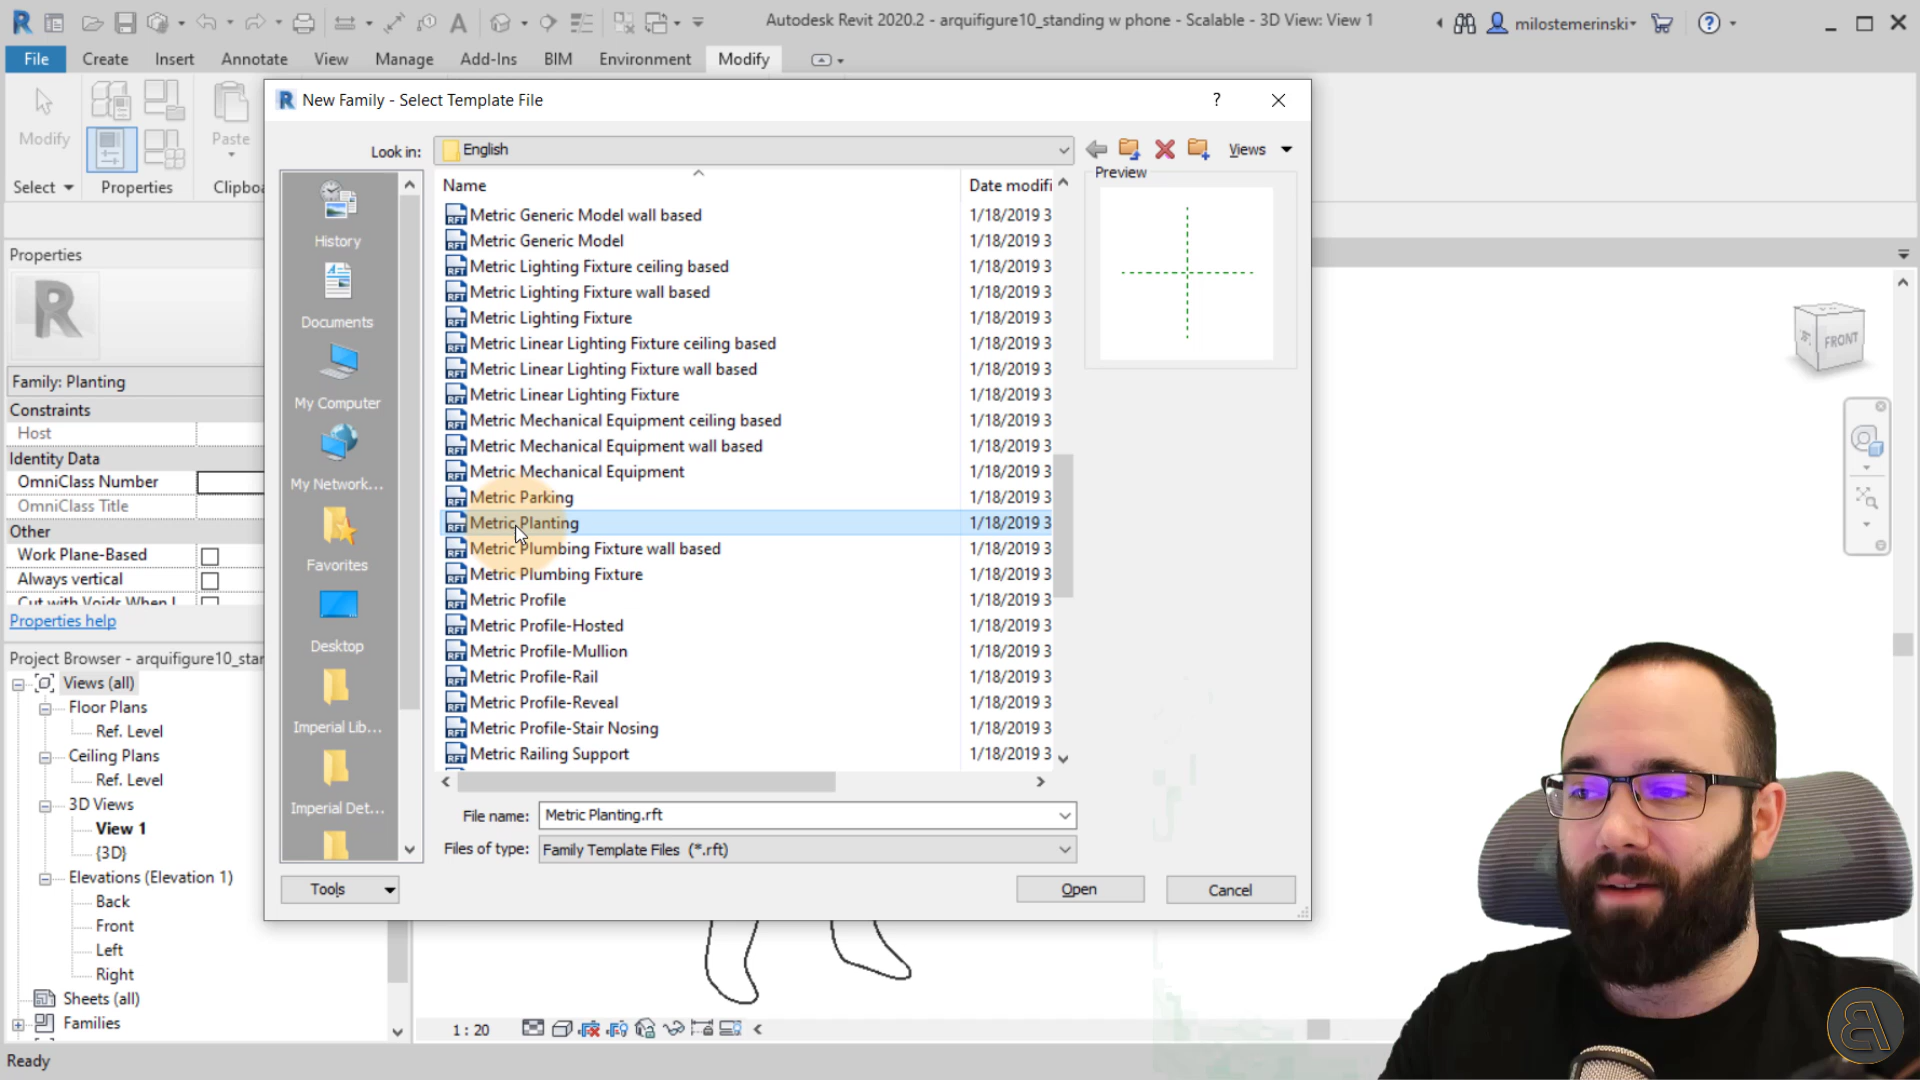 Autodesk Revit 2020.2 - arquifigure10_standing w phone - Scalable - 3D View: View 1
milostemerinski
File Create Insert Annotate View Manage Add-Ins BIM Environment Modify
Modify
Paste
Select
Properties
Clipboa
New Family - Select Template File
Look in:
English
Views
History
Documents
My Computer
My Network...
Favorites
Desktop
Imperial Lib...
Imperial Det...
Name Date modifi
Metric Generic Model wall based 1/18/2019 3
Metric Generic Model 1/18/2019 3
Metric Lighting Fixture ceiling based 1/18/2019 3
Metric Lighting Fixture wall based 1/18/2019 3
Metric Lighting Fixture 1/18/2019 3
Metric Linear Lighting Fixture ceiling based 1/18/2019 3
Metric Linear Lighting Fixture wall based 1/18/2019 3
Metric Linear Lighting Fixture 1/18/2019 3
Metric Mechanical Equipment ceiling based 1/18/2019 3
Metric Mechanical Equipment wall based 1/18/2019 3
Metric Mechanical Equipment 1/18/2019 3
Metric Parking 1/18/2019 3
Metric Planting 1/18/2019 3
Metric Plumbing Fixture wall based 1/18/2019 3
Metric Plumbing Fixture 1/18/2019 3
Metric Profile 1/18/2019 3
Metric Profile-Hosted 1/18/2019 3
Metric Profile-Mullion 1/18/2019 3
Metric Profile-Rail 1/18/2019 3
Metric Profile-Reveal 1/18/2019 3
Metric Profile-Stair Nosing 1/18/2019 3
Metric Railing Support 1/18/2019 3
Preview
File name:
Metric Planting.rft
Files of type:
Family Template Files (*.rft)
Tools
Open
Cancel
FRONT
Properties
Family: Planting
Constraints
Host
Identity Data
OmniClass Number
OmniClass Title
Other
Work Plane-Based
Always vertical
Cut with Voids When L
Properties help
Project Browser - arquifigure10_star
Views (all)
Floor Plans
Ref. Level
Ceiling Plans
Ref. Level
3D Views
View 1
{3D}
Elevations (Elevation 1)
Back
Front
Left
Right
Sheets (all)
Families
1 : 20
Ready